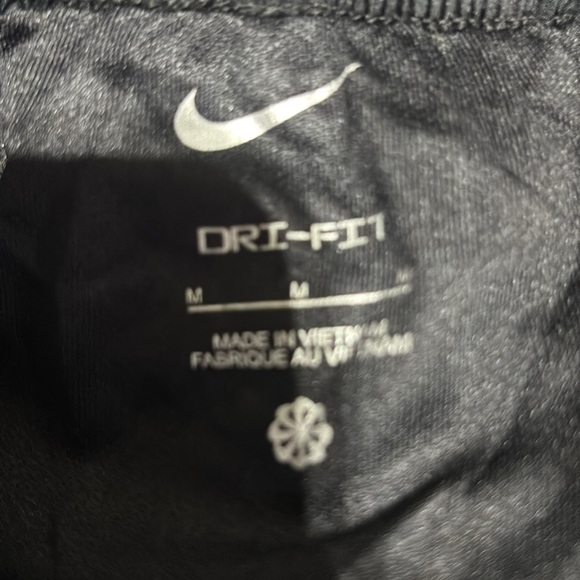 DRI-FIT
M M M
MADE IN VIETNAM
FABRIQUE AU VIETNAM